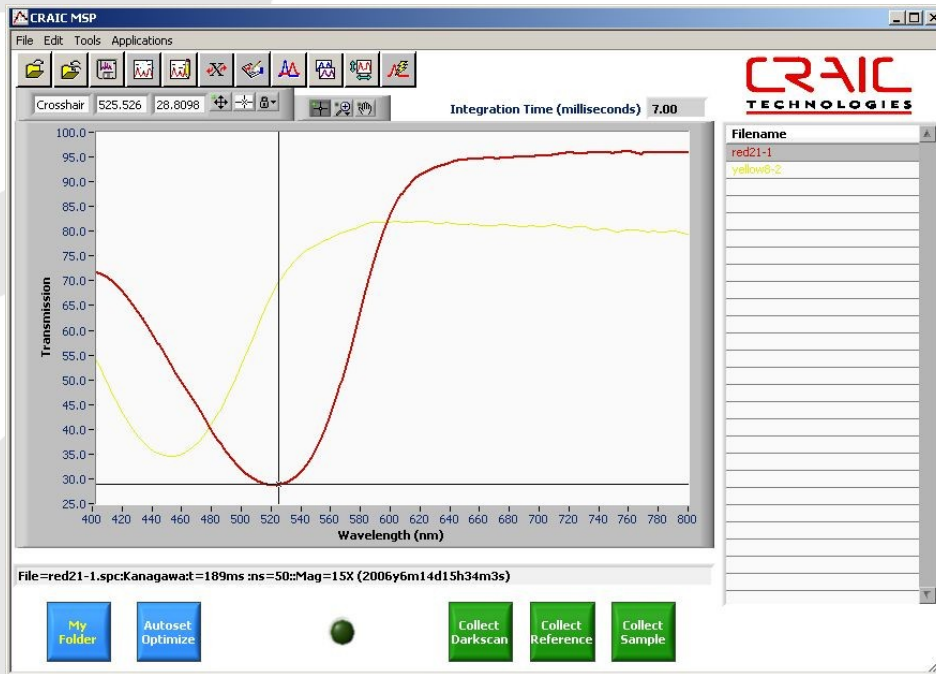 CRAIC MSP
File Edit Tools Applications
CRAIC
TECHNOLOGIES
Crosshair 525.526 28.8098
Integration Time (milliseconds) 7.00
Filename
red21-1
yellow8-2
100.0
95.0
90.0
85.0
80.0
75.0
70.0
65.0
60.0
55.0
50.0
45.0
40.0
35.0
30.0
25.0
Transmission
400 420 440 460 480 500 520 540 560 580 600 620 640 660 680 700 720 740 760 780 800
Wavelength (nm)
File=red21-1.spc:Kanagawa:t=189ms :ns=50::Mag=15X (2006y6m14d15h34m3s)
My
Folder
Autoset
Optimize
Collect
Darkscan
Collect
Reference
Collect
Sample